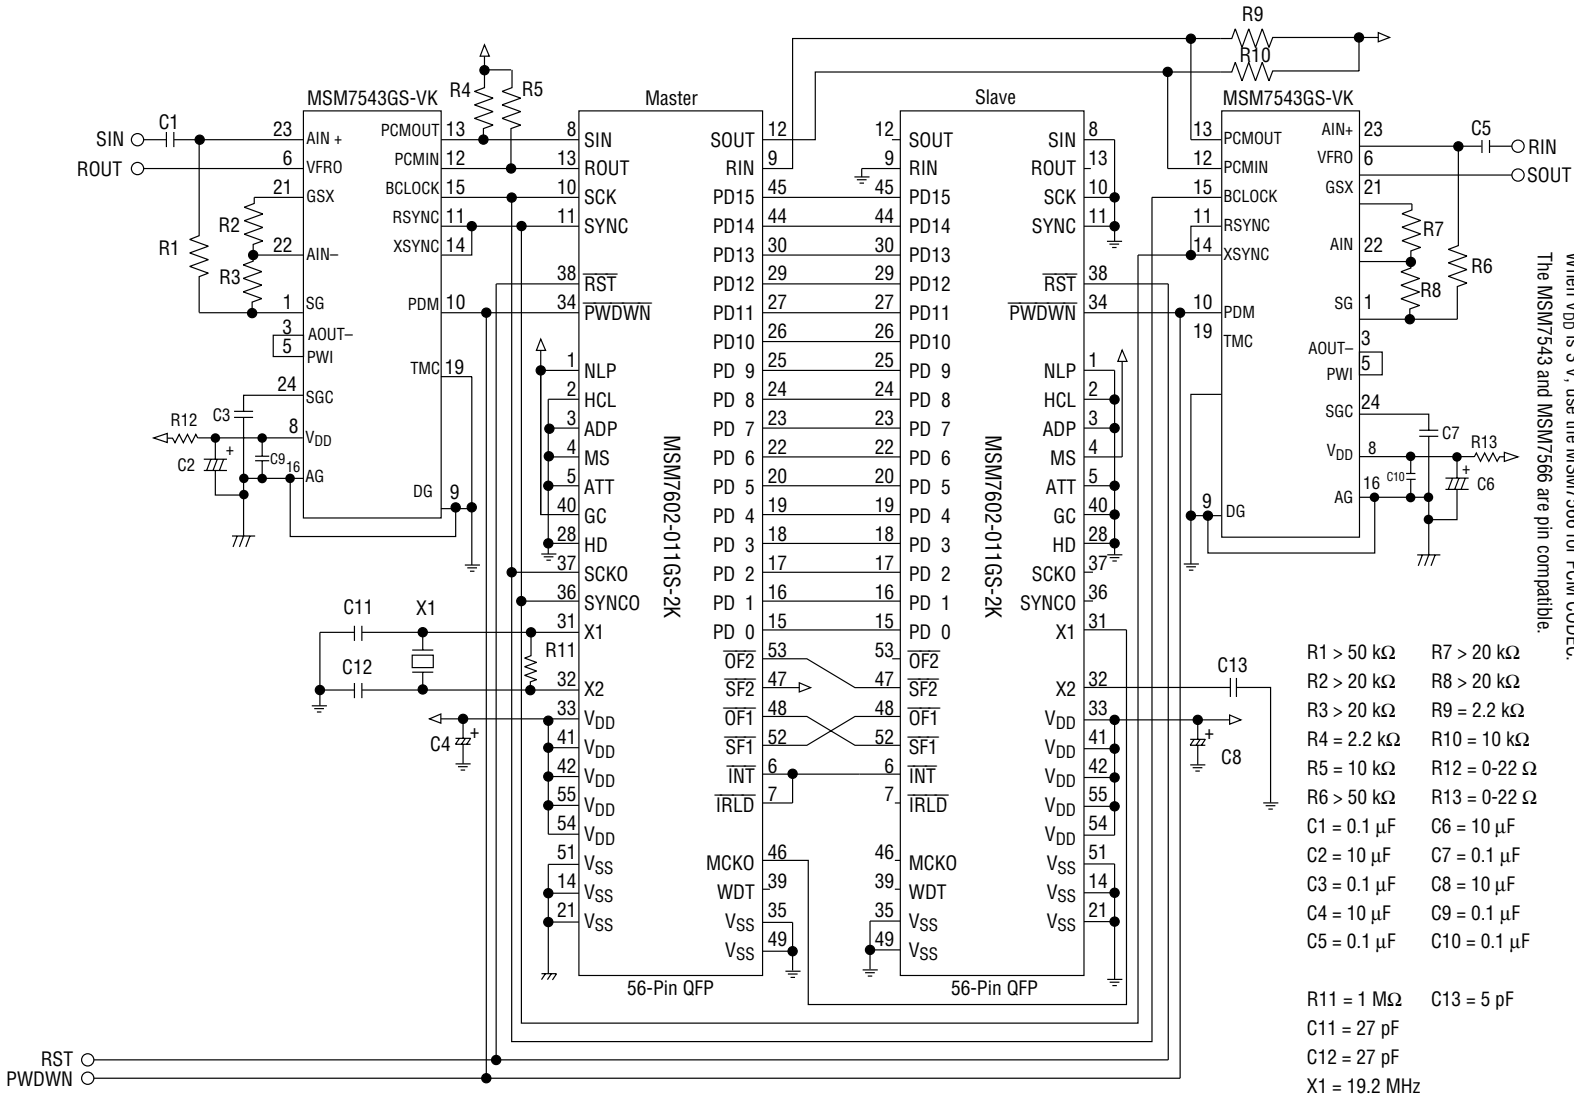 R9
R10
MSM7543GS-VK
R4
R5
Master
Slave
MSM7543GS-VK
SIN
C1
23
AIN +
PCMOUT
13
8
SIN
SOUT
12
12
SOUT
SIN
8
13
PCMOUT
AIN+
23
C5
RIN
ROUT
6
VFRO
PCMIN
12
13
ROUT
RIN
9
9
RIN
ROUT
13
12
PCMIN
VFRO
6
SOUT
21
GSX
BCLOCK
15
10
SCK
PD15
45
45
PD15
SCK
10
15
BCLOCK
GSX
21
R2
RSYNC
11
11
SYNC
PD14
44
44
PD14
SYNC
11
11
RSYNC
R7
R1
22
AIN–
XSYNC
14
PD13
30
30
PD13
14
XSYNC
AIN
22
R6
R3
38
RST
PD12
29
29
PD12
RST
38
R8
1
SG
PDM
10
34
PWDWN
PD11
27
27
PD11
PWDWN
34
10
PDM
SG
1
3
AOUT–
5
PWI
PD10
26
26
PD10
19
TMC
AOUT–
3
PWI
5
TMC
19
1
NLP
PD 9
25
25
PD 9
NLP
1
24
SGC
2
HCL
PD 8
24
24
PD 8
HCL
2
SGC
24
R12
C3
3
ADP
PD 7
23
23
PD 7
ADP
3
C7
R13
8
VDD
C2
+
C9
4
MS
PD 6
22
22
PD 6
MS
4
VDD
8
C10
+
C6
16
AG
5
ATT
PD 5
20
20
PD 5
ATT
5
AG
16
DG
9
40
GC
PD 4
19
19
PD 4
GC
40
9
DG
28
HD
PD 3
18
18
PD 3
HD
28
37
SCKO
PD 2
17
17
PD 2
SCKO
37
36
SYNCO
PD 1
16
16
PD 1
SYNCO
36
C11
X1
31
X1
PD 0
15
15
PD 0
X1
31
R11
OF2
53
53
OF2
C12
32
X2
SF2
47
47
SF2
X2
32
C13
33
VDD
OF1
48
48
OF1
VDD
33
C4
+
41
VDD
SF1
52
52
SF1
VDD
41
+
C8
42
VDD
INT
6
6
INT
VDD
42
55
VDD
IRLD
7
7
IRLD
VDD
55
54
VDD
VDD
54
51
VSS
MCKO
46
46
MCKO
VSS
51
14
VSS
WDT
39
39
WDT
VSS
14
21
VSS
VSS
35
35
VSS
VSS
21
VSS
49
49
VSS
MSM7602-011GS-2K
MSM7602-011GS-2K
56-Pin QFP
56-Pin QFP
RST
PWDWN
When VDD is 3 V, use the MSM7566 for PCM CODEC.
The MSM7543 and MSM7566 are pin compatible.
R1 > 50 kΩ R7 > 20 kΩ
R2 > 20 kΩ R8 > 20 kΩ
R3 > 20 kΩ R9 = 2.2 kΩ
R4 = 2.2 kΩ R10 = 10 kΩ
R5 = 10 kΩ R12 = 0-22 Ω
R6 > 50 kΩ R13 = 0-22 Ω
C1 = 0.1 μF C6 = 10 μF
C2 = 10 μF C7 = 0.1 μF
C3 = 0.1 μF C8 = 10 μF
C4 = 10 μF C9 = 0.1 μF
C5 = 0.1 μF C10 = 0.1 μF
R11 = 1 MΩ C13 = 5 pF
C11 = 27 pF
C12 = 27 pF
X1 = 19.2 MHz